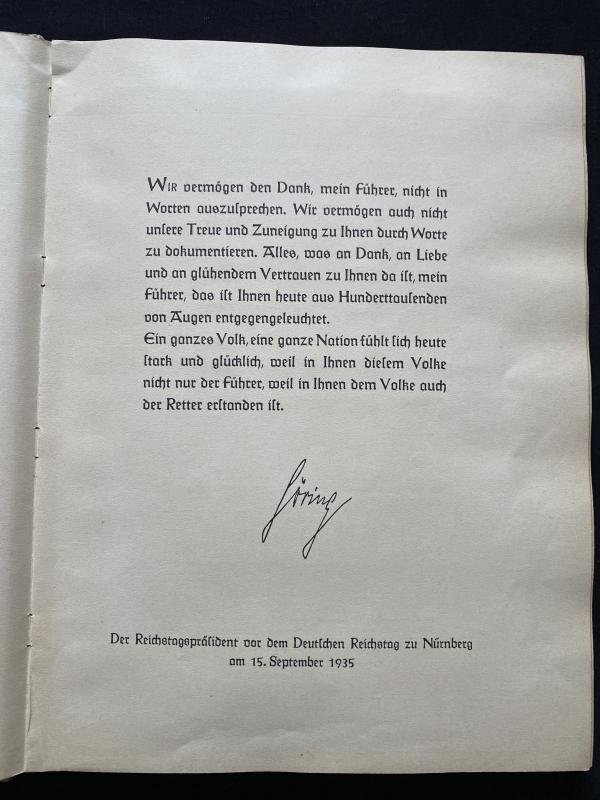 WIR vermögen den Dank, mein Führer, nicht in
Worten auszuſprechen. Wir vermögen auch nicht
unſere Treue und Zuneigung zu Ihnen durch Worte
zu dokumentieren. Alles, was an Dank, an Liebe
und an glühendem Vertrauen zu Ihnen da iſt, mein
Führer, das iſt Ihnen heute aus Hunderttauſenden
von Augen entgegengeleuchtet.
Ein ganzes Volk, eine ganze Nation fühlt ſich heute
ſtark und glücklich, weil in Ihnen dieſem Volke
nicht nur der Führer, weil in Ihnen dem Volke auch
der Retter erſtanden iſt.
Göring
Der Reichstagspräſident vor dem Deutſchen Reichstag zu Nürnberg
am 15. September 1935